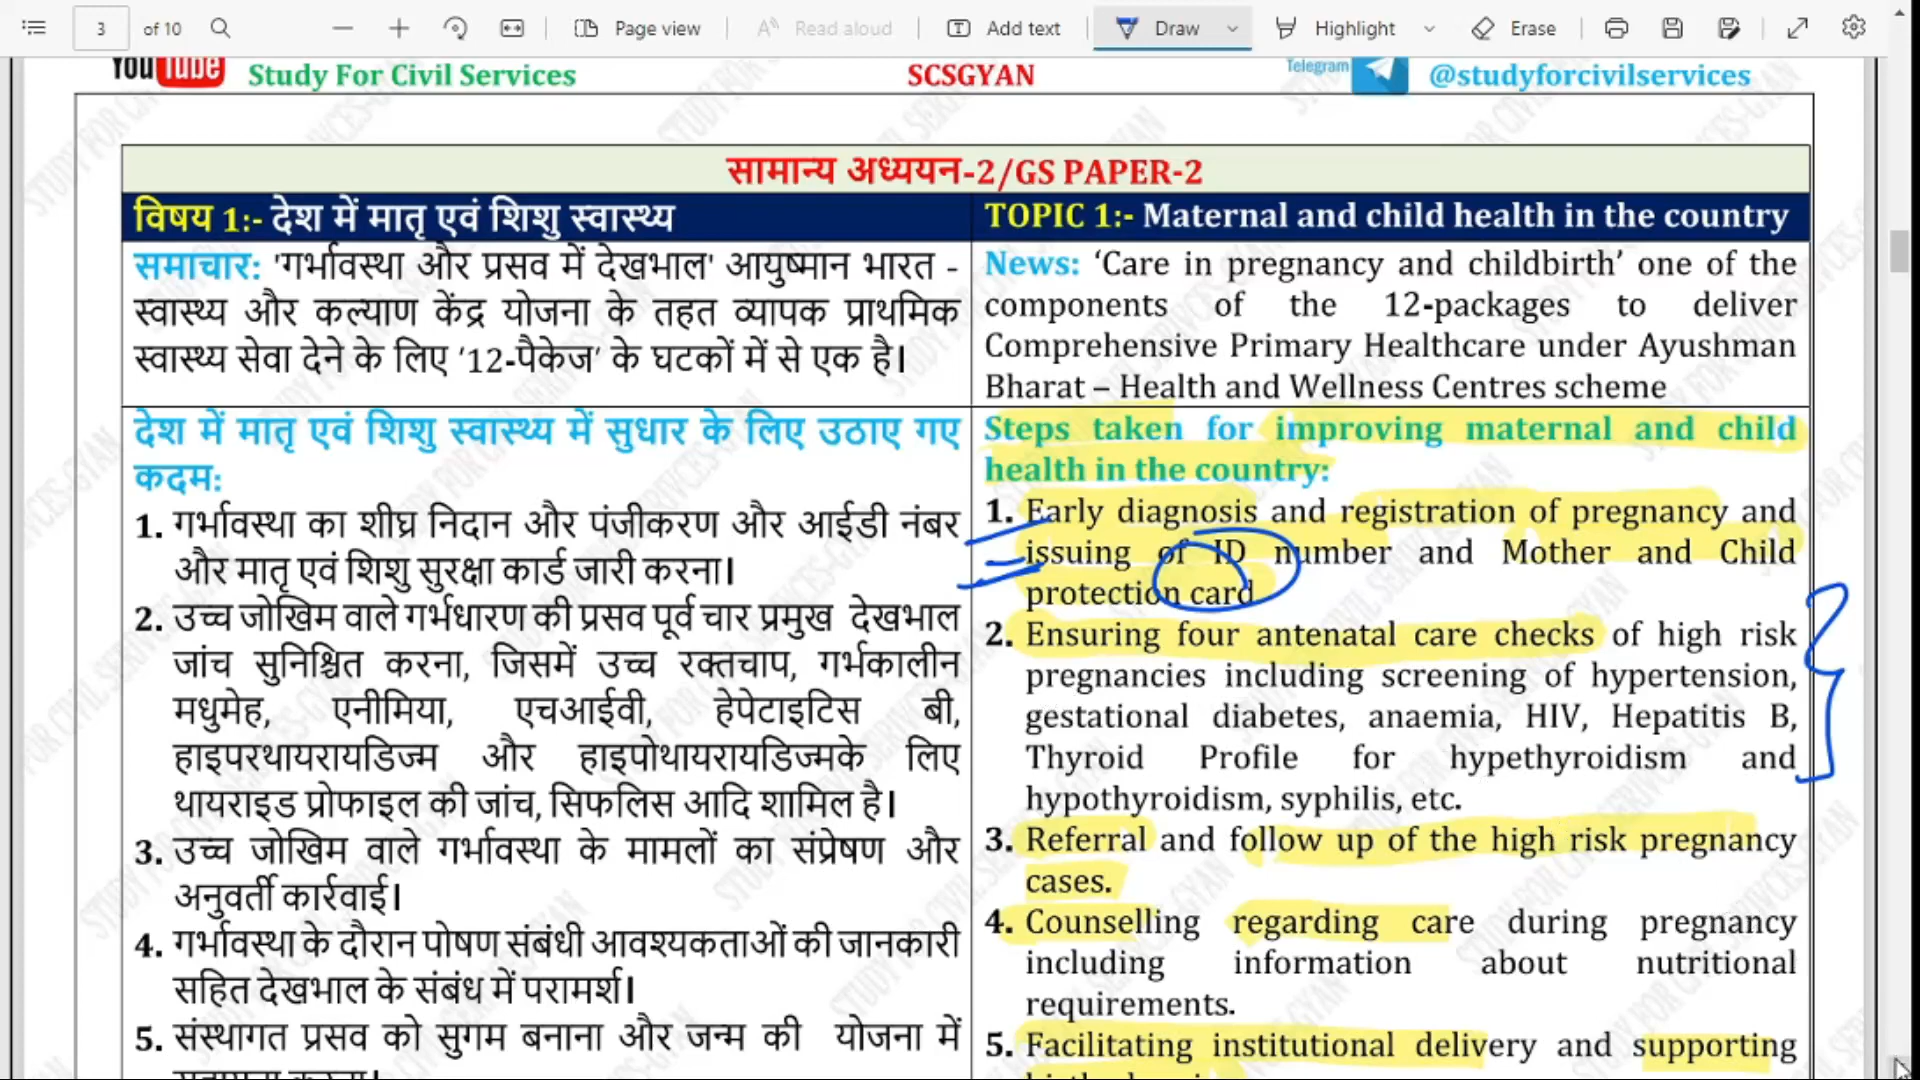 3 of 10 Page view Read aloud Add text Draw Highlight Erase
YouTube Study For Civil Services SCSGYAN Telegram @studyforcivilservices
सामान्य अध्ययन-2/GS PAPER-2
विषय 1:- देश में मातृ एवं शिशु स्वास्थ्य
समाचार: 'गर्भावस्था और प्रसव में देखभाल' आयुष्मान भारत -
स्वास्थ्य और कल्याण केंद्र योजना के तहत व्यापक प्राथमिक
स्वास्थ्य सेवा देने के लिए '12-पैकेज' के घटकों में से एक है।
देश में मातृ एवं शिशु स्वास्थ्य में सुधार के लिए उठाए गए
कदम:
1. गर्भावस्था का शीघ्र निदान और पंजीकरण और आईडी नंबर
और मातृ एवं शिशु सुरक्षा कार्ड जारी करना।
2. उच्च जोखिम वाले गर्भधारण की प्रसव पूर्व चार प्रमुख देखभाल
जांच सुनिश्चित करना, जिसमें उच्च रक्तचाप, गर्भकालीन
मधुमेह, एनीमिया, एचआईवी, हेपेटाइटिस बी,
हाइपरथायरायडिज्म और हाइपोथायरायडिज्मके लिए
थायराइड प्रोफाइल की जांच, सिफलिस आदि शामिल है।
3. उच्च जोखिम वाले गर्भावस्था के मामलों का संप्रेषण और
अनुवर्ती कार्रवाई।
4. गर्भावस्था के दौरान पोषण संबंधी आवश्यकताओं की जानकारी
सहित देखभाल के संबंध में परामर्श।
5. संस्थागत प्रसव को सुगम बनाना और जन्म की योजना में
TOPIC 1:- Maternal and child health in the country
News: ‘Care in pregnancy and childbirth’ one of the
components of the 12-packages to deliver
Comprehensive Primary Healthcare under Ayushman
Bharat – Health and Wellness Centres scheme
Steps taken for improving maternal and child
health in the country:
1. Early diagnosis and registration of pregnancy and
issuing of ID number and Mother and Child
protection card
2. Ensuring four antenatal care checks of high risk
pregnancies including screening of hypertension,
gestational diabetes, anaemia, HIV, Hepatitis B,
Thyroid Profile for hypethyroidism and
hypothyroidism, syphilis, etc.
3. Referral and follow up of the high risk pregnancy
cases.
4. Counselling regarding care during pregnancy
including information about nutritional
requirements.
5. Facilitating institutional delivery and supporting